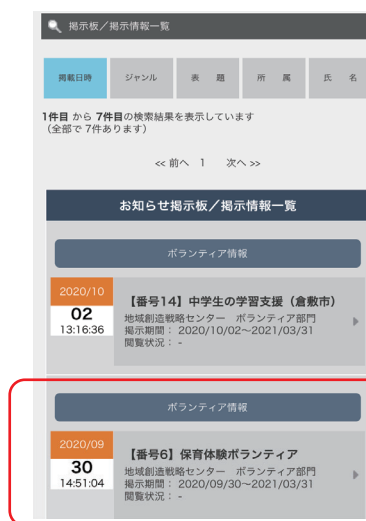 掲示板／掲示情報一覧
掲載日時 ジャンル 表　題 所　属 氏　名
1件目 から 7件目の検索結果を表示しています
（全部で 7件あります）
<< 前へ 1 次へ >>
お知らせ掲示板／掲示情報一覧
ボランティア情報
2020/10
02
13:16:36
【番号14】中学生の学習支援（倉敷市）
地域創造戦略センター　ボランティア部門
掲示期間： 2020/10/02~2021/03/31
閲覧状況： -
ボランティア情報
2020/09
30
14:51:04
【番号6】保育体験ボランティア
地域創造戦略センター　ボランティア部門
掲示期間： 2020/09/30~2021/03/31
閲覧状況： -